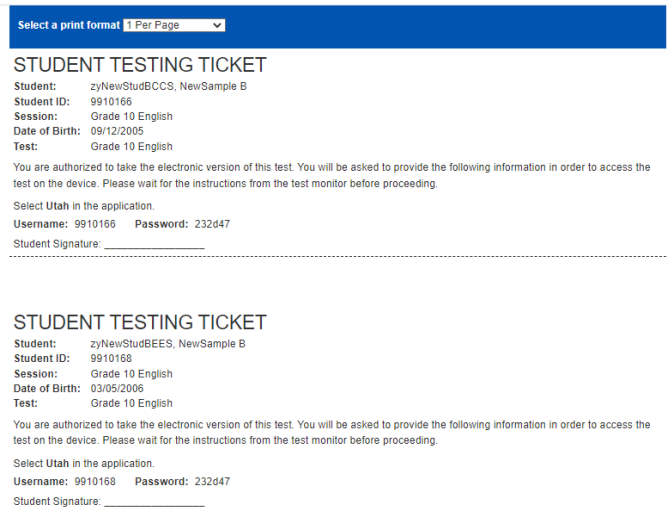 Select a print format 1 Per Page
STUDENT TESTING TICKET
Student: zyNewStudBCCS, NewSample B
Student ID: 9910166
Session: Grade 10 English
Date of Birth: 09/12/2005
Test: Grade 10 English
You are authorized to take the electronic version of this test. You will be asked to provide the following information in order to access the
test on the device. Please wait for the instructions from the test monitor before proceeding.
Select Utah in the application.
Username: 9910166 Password: 232d47
Student Signature: __________________
STUDENT TESTING TICKET
Student: zyNewStudBEES, NewSample B
Student ID: 9910168
Session: Grade 10 English
Date of Birth: 03/05/2006
Test: Grade 10 English
You are authorized to take the electronic version of this test. You will be asked to provide the following information in order to access the
test on the device. Please wait for the instructions from the test monitor before proceeding.
Select Utah in the application.
Username: 9910168 Password: 232d47
Student Signature: __________________